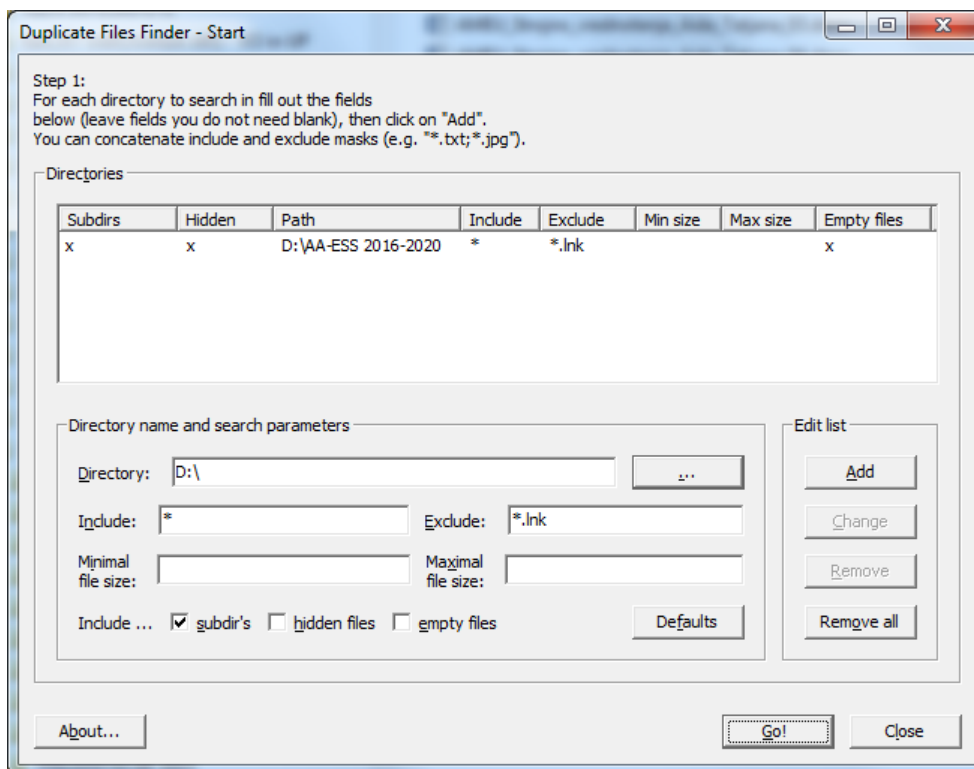 Duplicate Files Finder - Start
Step 1:
For each directory to search in fill out the fields
below (leave fields you do not need blank), then click on "Add".
You can concatenate include and exclude masks (e.g. "*.txt;*.jpg").
Directories
Subdirs Hidden Path Include Exclude Min size Max size Empty files
x x D:\AA-ESS 2016-2020 * *.lnk x
Directory name and search parameters
Edit list
Directory: D:\ ... Add
Include: * Exclude: *.lnk Change
Minimal file size: Maximal file size: Remove
Include ... subdir's hidden files empty files Defaults Remove all
About... Go! Close